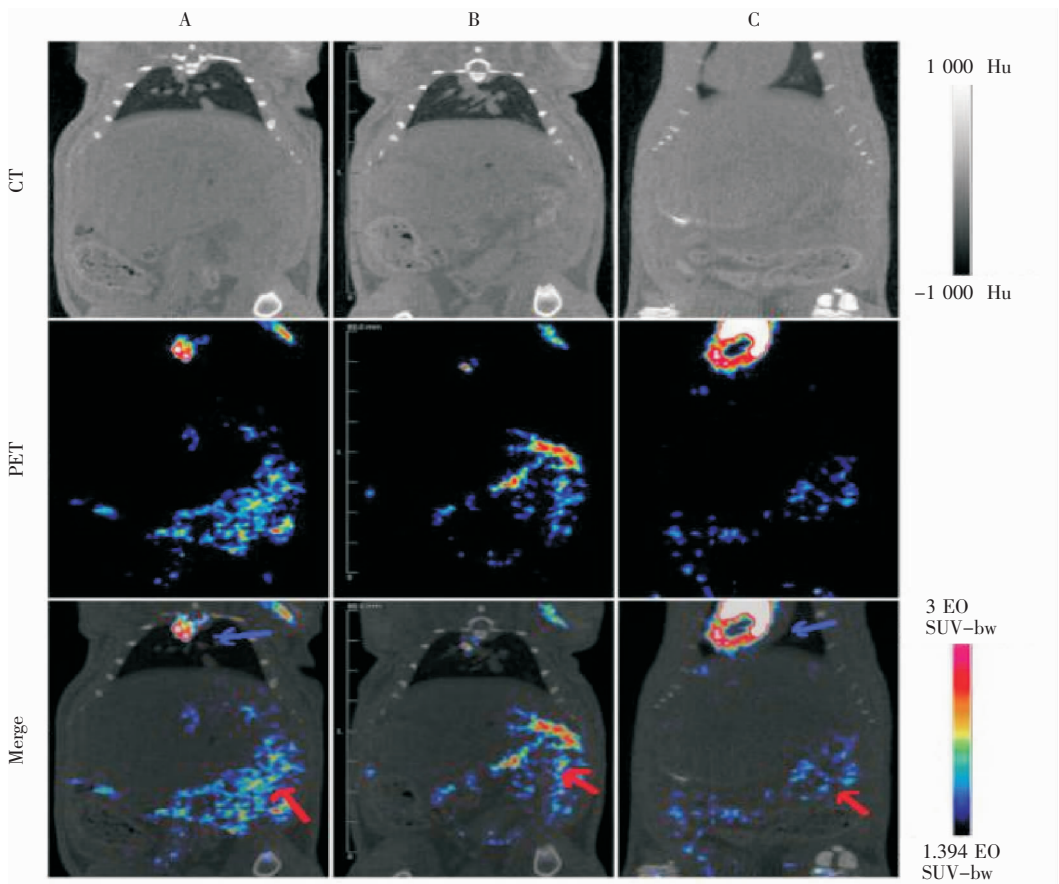 A
B
C
CT
1 000 Hu
-1 000 Hu
PET
Merge
3 EO
SUV-bw
1.394 EO
SUV-bw